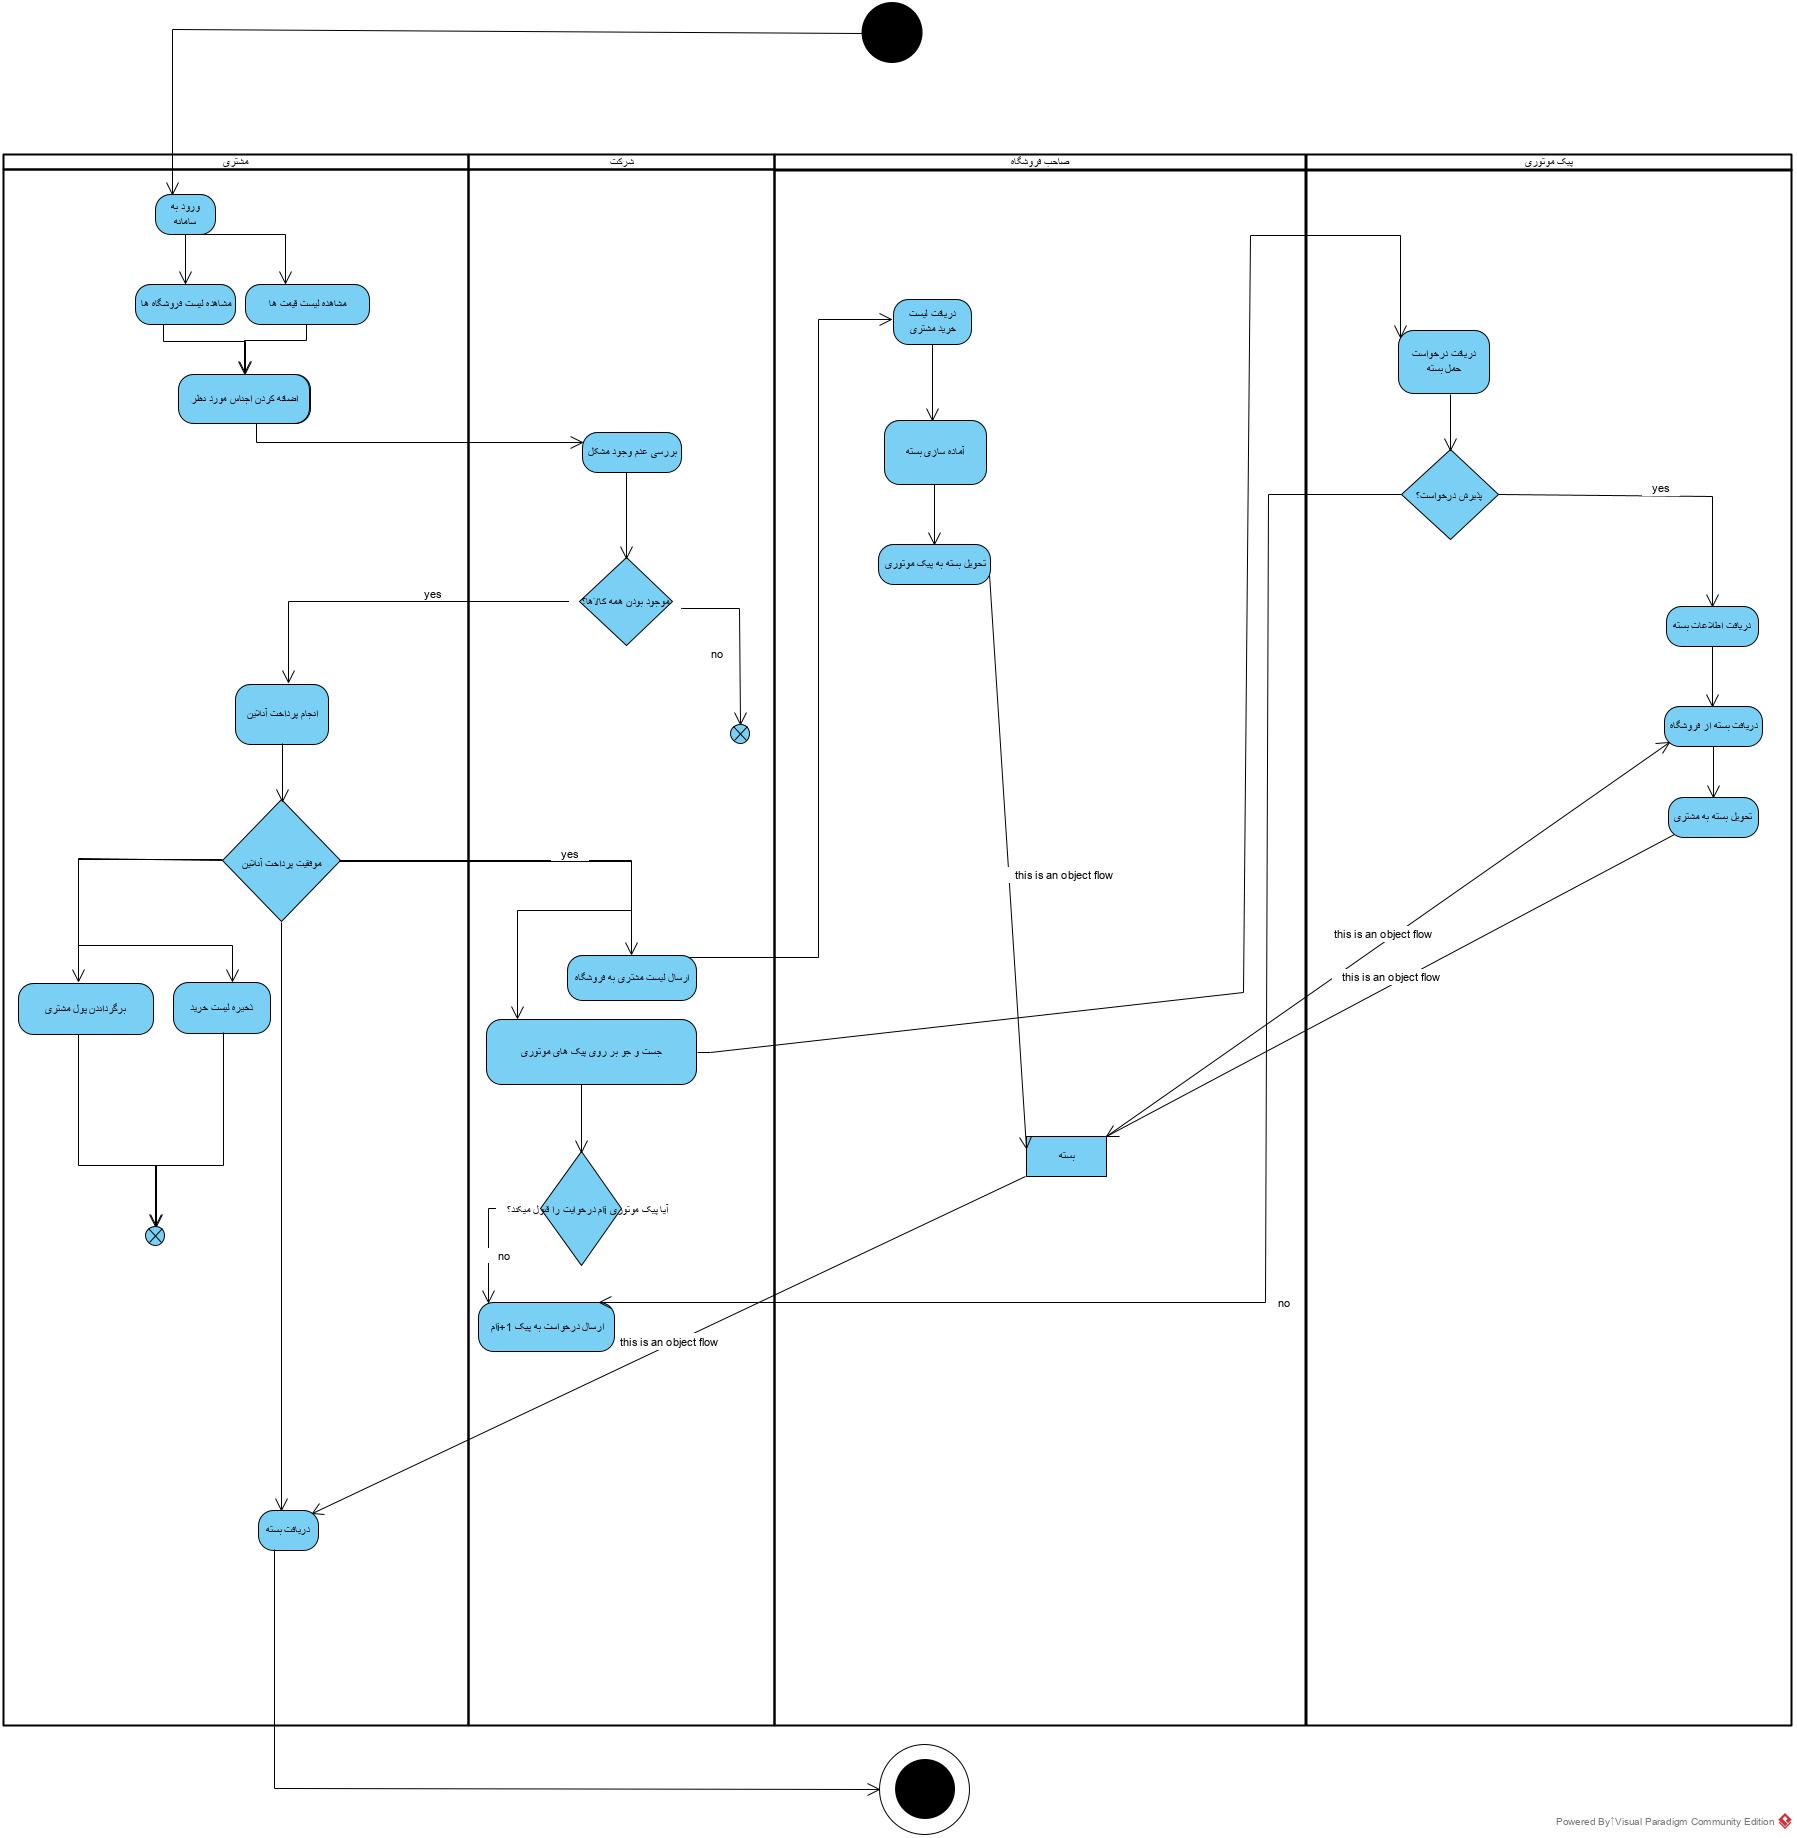 مشتری
شرکت
صاحب فروشگاه
پیک موتوری
ورود به
سامانه
مشاهده لیست فروشگاه ها
مشاهده لیست قیمت ها
اضافه کردن اجناس مورد نظر
بررسی عدم وجود مشکل
موجود بودن همه کالاها؟
yes
no
انجام پرداخت آنلاین
موفقیت پرداخت آنلاین
yes
برگرداندن پول مشتری
ذخیره لیست خرید
ارسال لیست مشتری به فروشگاه
جست و جو بر روی پیک های موتوری
آیا پیک موتوری iام درخوایت را قبول میکند؟
no
ارسال درخواست به پیک i+1ام
دریافت لیست
خرید مشتری
آماده سازی بسته
تحویل بسته به پیک موتوری
this is an object flow
بسته
this is an object flow
دریافت درخواست
حمل بسته
پذیرش درخواست؟
yes
no
دریافت اطلاعات بسته
دریافت بسته از فروشگاه
تحویل بسته به مشتری
this is an object flow
this is an object flow
دریافت بسته
Powered By↑Visual Paradigm Community Edition